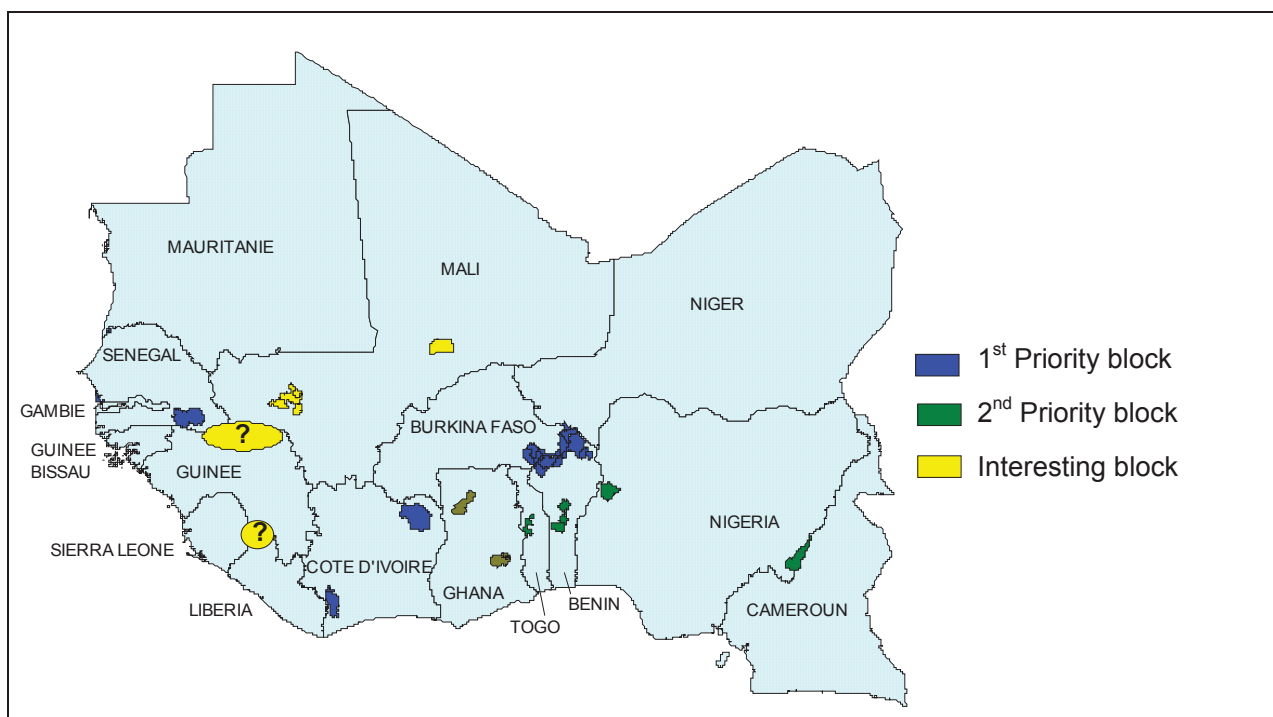 MAURITANIE
MALI
NIGER
SENEGAL
GAMBIE
GUINEE
BISSAU
GUINEE
?
BURKINA FASO
SIERRA LEONE
?
LIBERIA
COTE D'IVOIRE
GHANA
TOGO
BENIN
NIGERIA
CAMEROUN
1st Priority block
2nd Priority block
Interesting block